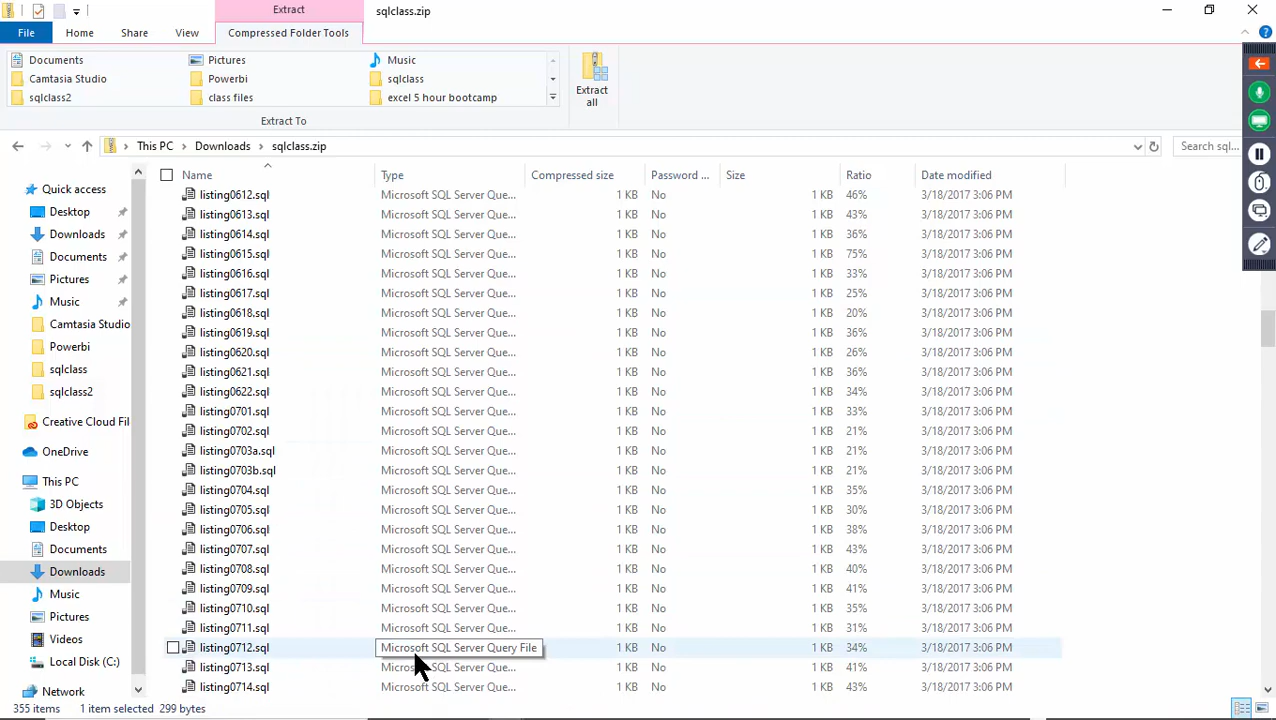 Extract
sqlclass.zip
File Home Share View Compressed Folder Tools
Documents Pictures Music
Camtasia Studio Powerbi sqlclass
sqlclass2 class files excel 5 hour bootcamp
Extract all
Extract To
This PC Downloads sqlclass.zip Search sql...
Name Type Compressed size Password ... Size Ratio Date modified
Quick access
Desktop
Downloads
Documents
Pictures
Music
Camtasia Studio
Powerbi
sqlclass
sqlclass2
Creative Cloud Fil
OneDrive
This PC
3D Objects
Desktop
Documents
Downloads
Music
Pictures
Videos
Local Disk (C:)
Network
listing0612.sql Microsoft SQL Server Que... 1 KB No 1 KB 46% 3/18/2017 3:06 PM
listing0613.sql Microsoft SQL Server Que... 1 KB No 1 KB 43% 3/18/2017 3:06 PM
listing0614.sql Microsoft SQL Server Que... 1 KB No 1 KB 36% 3/18/2017 3:06 PM
listing0615.sql Microsoft SQL Server Que... 1 KB No 1 KB 75% 3/18/2017 3:06 PM
listing0616.sql Microsoft SQL Server Que... 1 KB No 1 KB 33% 3/18/2017 3:06 PM
listing0617.sql Microsoft SQL Server Que... 1 KB No 1 KB 25% 3/18/2017 3:06 PM
listing0618.sql Microsoft SQL Server Que... 1 KB No 1 KB 20% 3/18/2017 3:06 PM
listing0619.sql Microsoft SQL Server Que... 1 KB No 1 KB 36% 3/18/2017 3:06 PM
listing0620.sql Microsoft SQL Server Que... 1 KB No 1 KB 26% 3/18/2017 3:06 PM
listing0621.sql Microsoft SQL Server Que... 1 KB No 1 KB 36% 3/18/2017 3:06 PM
listing0622.sql Microsoft SQL Server Que... 1 KB No 1 KB 34% 3/18/2017 3:06 PM
listing0701.sql Microsoft SQL Server Que... 1 KB No 1 KB 33% 3/18/2017 3:06 PM
listing0702.sql Microsoft SQL Server Que... 1 KB No 1 KB 21% 3/18/2017 3:06 PM
listing0703a.sql Microsoft SQL Server Que... 1 KB No 1 KB 21% 3/18/2017 3:06 PM
listing0703b.sql Microsoft SQL Server Que... 1 KB No 1 KB 21% 3/18/2017 3:06 PM
listing0704.sql Microsoft SQL Server Que... 1 KB No 1 KB 35% 3/18/2017 3:06 PM
listing0705.sql Microsoft SQL Server Que... 1 KB No 1 KB 30% 3/18/2017 3:06 PM
listing0706.sql Microsoft SQL Server Que... 1 KB No 1 KB 38% 3/18/2017 3:06 PM
listing0707.sql Microsoft SQL Server Que... 1 KB No 1 KB 43% 3/18/2017 3:06 PM
listing0708.sql Microsoft SQL Server Que... 1 KB No 1 KB 40% 3/18/2017 3:06 PM
listing0709.sql Microsoft SQL Server Que... 1 KB No 1 KB 41% 3/18/2017 3:06 PM
listing0710.sql Microsoft SQL Server Que... 1 KB No 1 KB 35% 3/18/2017 3:06 PM
listing0711.sql Microsoft SQL Server Que... 1 KB No 1 KB 31% 3/18/2017 3:06 PM
listing0712.sql Microsoft SQL Server Query File 1 KB No 1 KB 34% 3/18/2017 3:06 PM
listing0713.sql Microsoft SQL Server Que... 1 KB No 1 KB 41% 3/18/2017 3:06 PM
listing0714.sql Microsoft SQL Server Que... 1 KB No 1 KB 43% 3/18/2017 3:06 PM
355 items 1 item selected 299 bytes